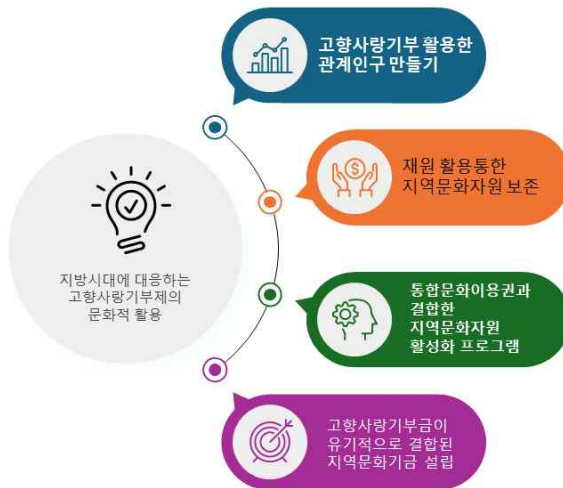 고향사랑기부 활용한
관계인구 만들기
재원 활용통한
지역문화자원 보존
지방시대에 대응하는
고향사랑기부제의
문화적 활용
통합문화이용권과
결합한
지역문화자원
활성화 프로그램
고향사랑기부금이
유기적으로 결합된
지역문화기금 설립